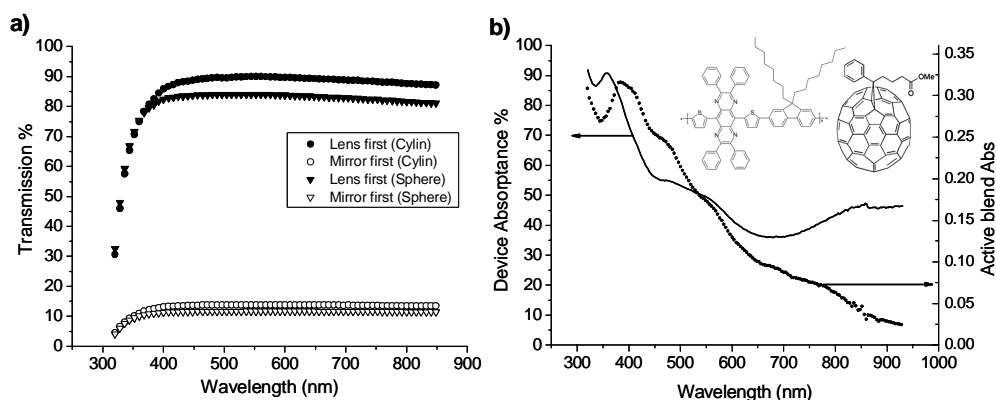 a)
100
90
80
70
60
50
40
30
20
10
0
Transmission %
Lens first (Cylin)
Mirror first (Cylin)
Lens first (Sphere)
Mirror first (Sphere)
300 400 500 600 700 800 900
Wavelength (nm)
b)
100
90
80
70
60
50
40
30
20
10
0
Device Absorptance %
OMe
O
N N
N N
S S
*
*
0.35
0.30
0.25
0.20
0.15
0.10
0.05
0.00
Active blend Abs
300 400 500 600 700 800 900 1000
Wavelength (nm)